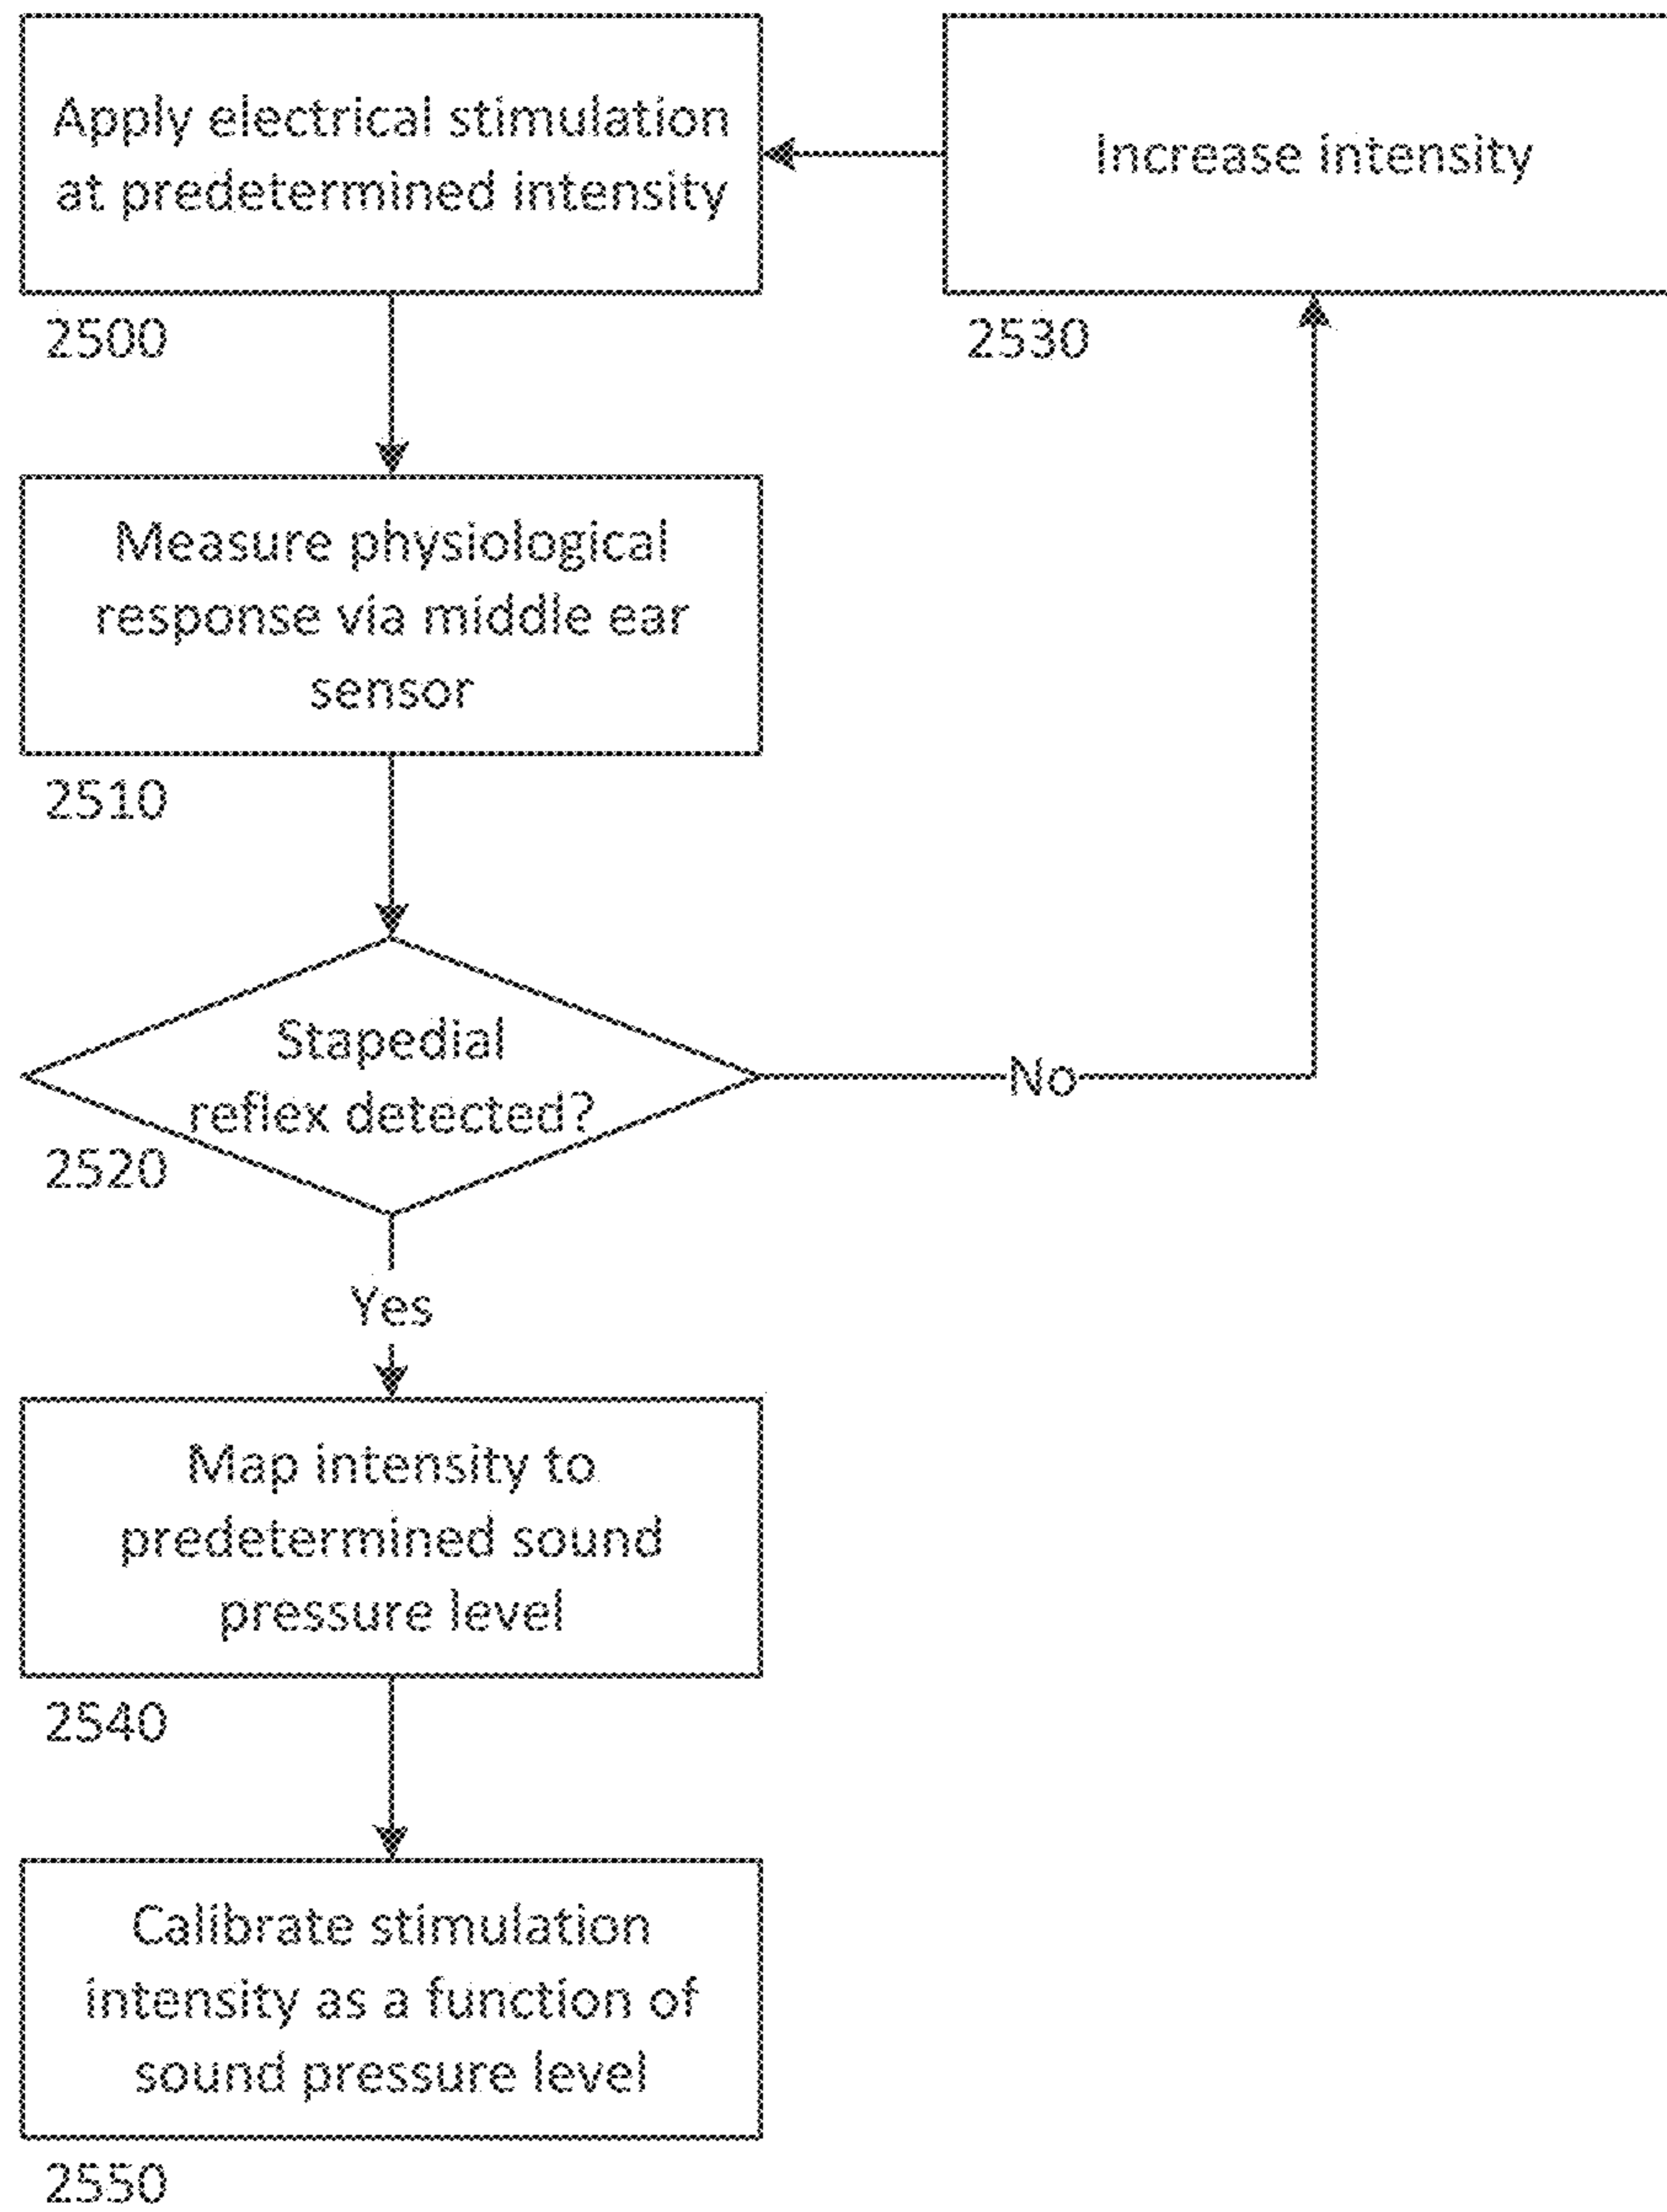 Apply electrical stimulation
at predetermined intensity
2500
Increase intensity
2530
Measure physiological
response via middle ear
sensor
2510
Stapedial
reflex detected?
2520
No
Yes
Map intensity to
predetermined sound
pressure level
2540
Calibrate stimulation
intensity as a function of
sound pressure level
2550